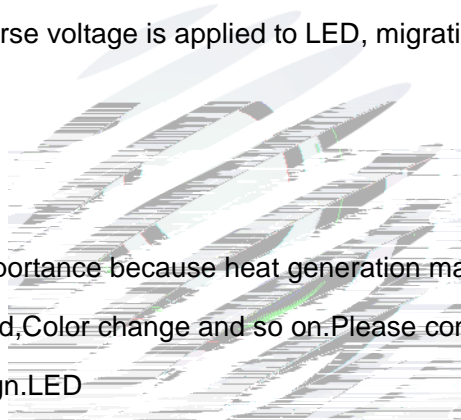 rse voltage is applied to LED, migrati
portance because heat generation ma
d,Color change and so on.Please con
gn.LED